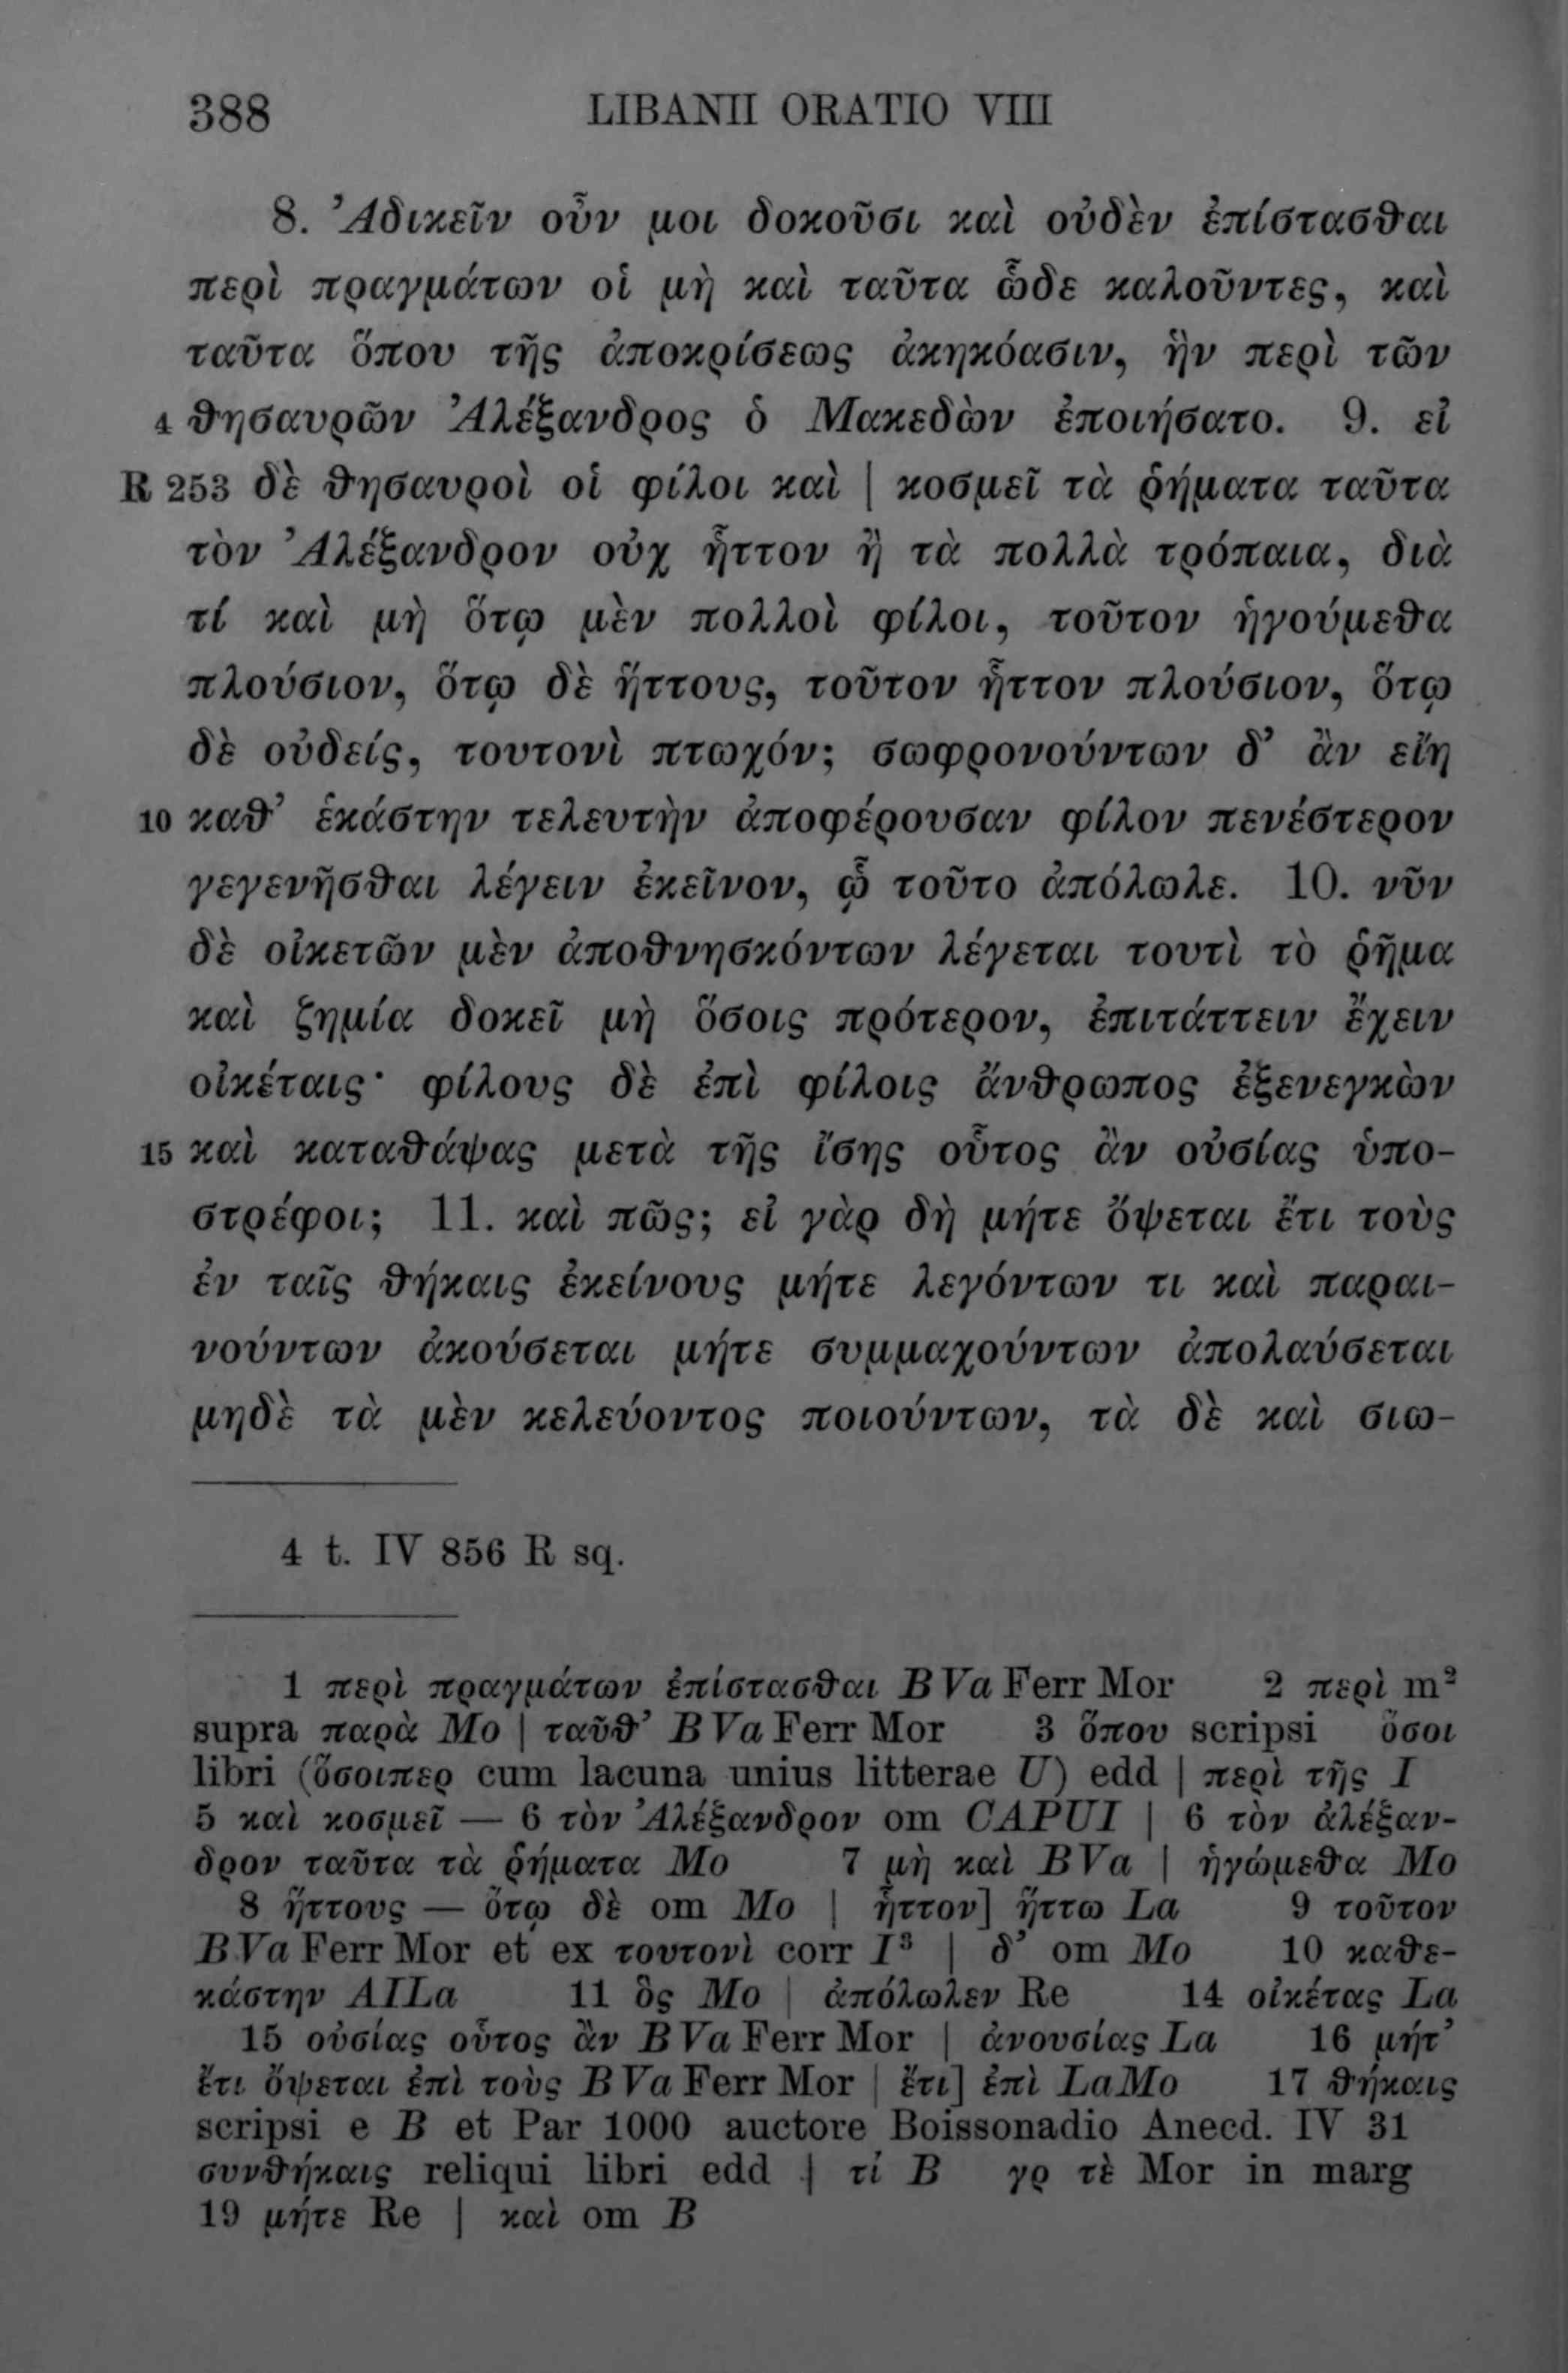 388 LIBANII ORATIO VIII
8. Ἀδικεῖν οὖν μοι δοκοῦσι καὶ οὐδὲν ἐπίστασθαι
περὶ πραγμάτων οἱ μὴ καὶ ταῦτα ὧδε καλοῦντες, καὶ
ταῦτα ὅπου τῆς ἀποκρίσεως ἀκηκόασιν, ἣν περὶ τῶν
4 θησαυρῶν Ἀλέξανδρος ὁ Μακεδὼν ἐποιήσατο. 9. εἰ
R 253 δὲ θησαυροὶ οἱ φίλοι καὶ | κοσμεῖ τὰ ῥήματα ταῦτα
τὸν Ἀλέξανδρον οὐχ ἧττον ἢ τὰ πολλὰ τρόπαια, διὰ
τί καὶ μὴ ὅτῳ μὲν πολλοὶ φίλοι, τοῦτον ἡγούμεθα
πλούσιον, ὅτῳ δὲ ἥττους, τοῦτον ἧττον πλούσιον, ὅτῳ
δὲ οὐδείς, τουτονὶ πτωχόν; σωφρονούντων δ’ ἂν εἴη
10 καθ’ ἑκάστην τελευτὴν ἀποφέρουσαν φίλον πενέστερον
γεγενῆσθαι λέγειν ἐκεῖνον, ᾧ τοῦτο ἀπόλωλε. 10. νῦν
δὲ οἰκετῶν μὲν ἀποθνησκόντων λέγεται τουτὶ τὸ ῥῆμα
καὶ ζημία δοκεῖ μὴ ὅσοις πρότερον, ἐπιτάττειν ἔχειν
οἰκέταις· φίλους δὲ ἐπὶ φίλοις ἄνθρωπος ἐξενεγκὼν
15 καὶ καταθάψας μετὰ τῆς ἴσης οὗτος ἂν οὐσίας ὑπο-
στρέφοι; 11. καὶ πῶς; εἰ γὰρ δὴ μήτε ὄψεται ἔτι τοὺς
ἐν ταῖς θήκαις ἐκείνους μήτε λεγόντων τι καὶ παραι-
νούντων ἀκούσεται μήτε συμμαχούντων ἀπολαύσεται
μηδὲ τὰ μὲν κελεύοντος ποιούντων, τὰ δὲ καὶ σιω-
4 t. IV 856 R sq.
1 περὶ πραγμάτων ἐπίστασθαι B Va Ferr Mor 2 περὶ m²
supra παρὰ Mo | ταῦθ’ B Va Ferr Mor 3 ὅπου scripsi ὅσοι
libri (ὅσοιπερ cum lacuna unius litterae U) edd | περὶ τῆς I
5 καὶ κοσμεῖ — 6 τὸν Ἀλέξανδρον om CAPUI | 6 τὸν ἀλέξαν-
δρον ταῦτα τὰ ῥήματα Mo 7 μὴ καὶ B Va | ἡγώμεθα Mo
8 ἥττους — ὅτῳ δὲ om Mo | ἧττον] ἥττω La 9 τοῦτον
B Va Ferr Mor et ex τουτονὶ corr I³ | δ’ om Mo 10 καθε-
κάστην AILa 11 ὃς Mo | ἀπόλωλεν Re 14 οἰκέτας La
15 οὐσίας οὗτος ἂν B Va Ferr Mor | ἀνουσίας La 16 μήτ’
ἔτι ὄψεται ἐπὶ τοὺς B Va Ferr Mor | ἔτι] ἐπὶ LaMo 17 θήκαις
scripsi e B et Par 1000 auctore Boissonadio Anecd. IV 31
συνθήκαις reliqui libri edd | τί B γρ τὲ Mor in marg
19 μήτε Re | καὶ om B